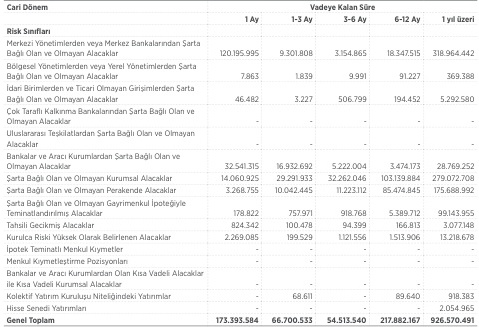 Cari Dönem Vadeye Kalan Süre
1 Ay 1-3 Ay 3-6 Ay 6-12 Ay 1 yıl üzeri
Risk Sınıfları
Merkezi Yönetimlerden veya Merkez Bankalarından Şarta
Bağlı Olan ve Olmayan Alacaklar 120.195.995 9.301.808 3.154.865 18.347.515 318.964.442
Bölgesel Yönetimlerden veya Yerel Yönetimlerden Şarta
Bağlı Olan ve Olmayan Alacaklar 7.863 1.839 9.991 91.227 369.388
İdari Birimlerden ve Ticari Olmayan Girişimlerden Şarta
Bağlı Olan ve Olmayan Alacaklar 46.482 3.227 506.799 194.452 5.292.580
Çok Taraflı Kalkınma Bankalarından Şarta Bağlı Olan ve
Olmayan Alacaklar - - - - -
Uluslararası Teşkilatlardan Şarta Bağlı Olan ve Olmayan
Alacaklar - - - - -
Bankalar ve Aracı Kurumlardan Şarta Bağlı Olan ve
Olmayan Alacaklar 32.541.315 16.932.692 5.222.004 3.474.173 28.769.252
Şarta Bağlı Olan ve Olmayan Kurumsal Alacaklar 14.060.925 29.291.933 32.262.046 103.139.884 279.072.708
Şarta Bağlı Olan ve Olmayan Perakende Alacaklar 3.268.755 10.042.445 11.223.112 85.474.845 175.688.992
Şarta Bağlı Olan ve Olmayan Gayrimenkul İpoteğiyle
Teminatlandırılmış Alacaklar 178.822 757.971 918.768 5.389.712 99.143.955
Tahsili Gecikmiş Alacaklar 824.342 100.478 94.399 166.813 3.077.148
Kurulca Riski Yüksek Olarak Belirlenen Alacaklar 2.269.085 199.529 1.121.556 1.513.906 13.218.678
İpotek Teminatlı Menkul Kıymetler - - - - -
Menkul Kıymetleştirme Pozisyonları - - - - -
Bankalar ve Aracı Kurumlardan Olan Kısa Vadeli Alacaklar
ile Kısa Vadeli Kurumsal Alacaklar - - - - -
Kolektif Yatırım Kuruluşu Niteliğindeki Yatırımlar - 68.611 - 89.640 918.383
Hisse Senedi Yatırımları - - - - 2.054.965
Genel Toplam 173.393.584 66.700.533 54.513.540 217.882.167 926.570.491